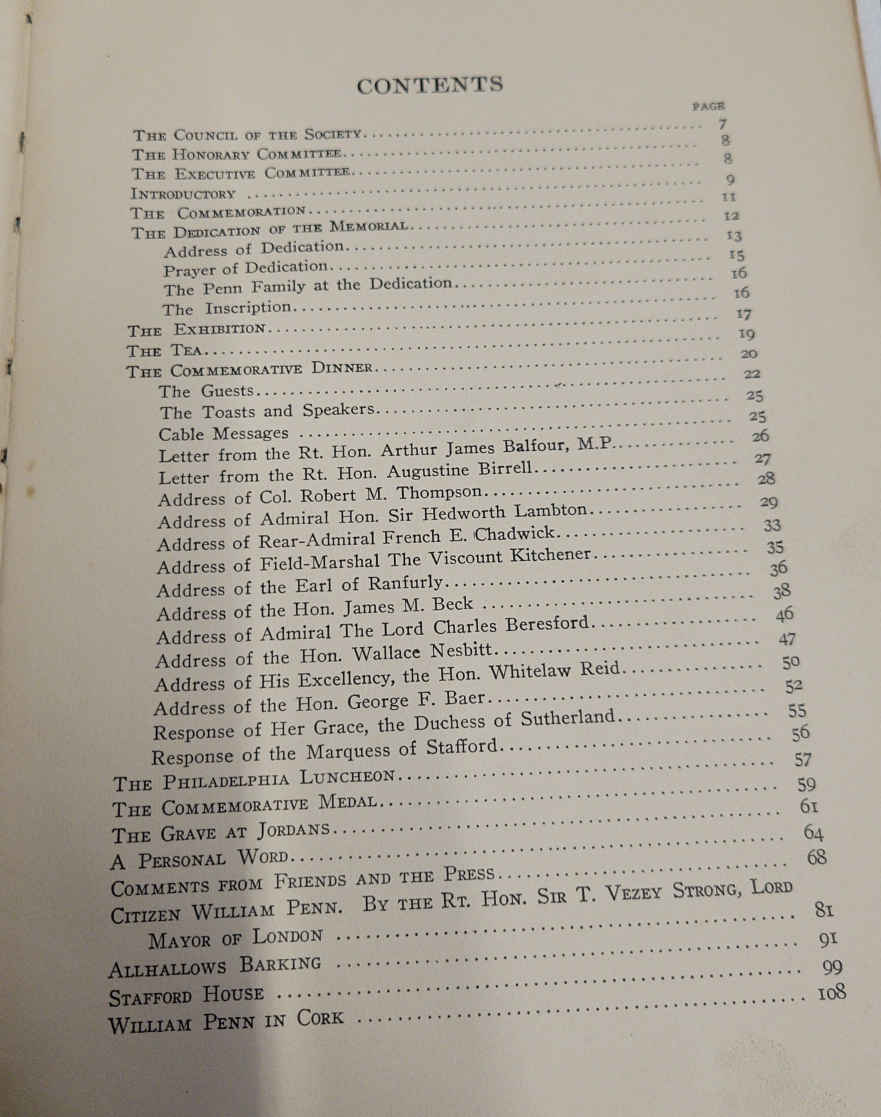 CONTENTS
PAGE
THE COUNCIL OF THE SOCIETY........ 7
THE HONORARY COMMITTEE........ 8
THE EXECUTIVE COMMITTEE........ 8
INTRODUCTORY ........ 9
THE COMMEMORATION........ 11
THE DEDICATION OF THE MEMORIAL........ 12
Address of Dedication........ 13
Prayer of Dedication........ 15
The Penn Family at the Dedication........ 16
The Inscription........ 16
THE EXHIBITION........ 17
THE TEA........ 19
THE COMMEMORATIVE DINNER........ 20
The Guests........ 22
The Toasts and Speakers........ 25
Cable Messages ........ 25
Letter from the Rt. Hon. Arthur James Balfour, M.P........ 26
Letter from the Rt. Hon. Augustine Birrell........ 27
Address of Col. Robert M. Thompson........ 28
Address of Admiral Hon. Sir Hedworth Lambton........ 29
Address of Rear-Admiral French E. Chadwick........ 33
Address of Field-Marshal The Viscount Kitchener........ 35
Address of the Earl of Ranfurly........ 36
Address of the Hon. James M. Beck ........ 38
Address of Admiral The Lord Charles Beresford........ 46
Address of the Hon. Wallace Nesbitt........ 47
Address of His Excellency, the Hon. Whitelaw Reid........ 50
Address of the Hon. George F. Baer........ 52
Response of Her Grace, the Duchess of Sutherland........ 55
Response of the Marquess of Stafford........ 56
THE PHILADELPHIA LUNCHEON........ 57
THE COMMEMORATIVE MEDAL........ 59
THE GRAVE AT JORDANS........ 61
A PERSONAL WORD........ 64
COMMENTS FROM FRIENDS AND THE PRESS........ 68
CITIZEN WILLIAM PENN. BY THE RT. HON. SIR T. VEZEY STRONG, LORD
MAYOR OF LONDON ........ 81
ALLHALLOWS BARKING ........ 91
STAFFORD HOUSE ........ 99
WILLIAM PENN IN CORK ........ 108